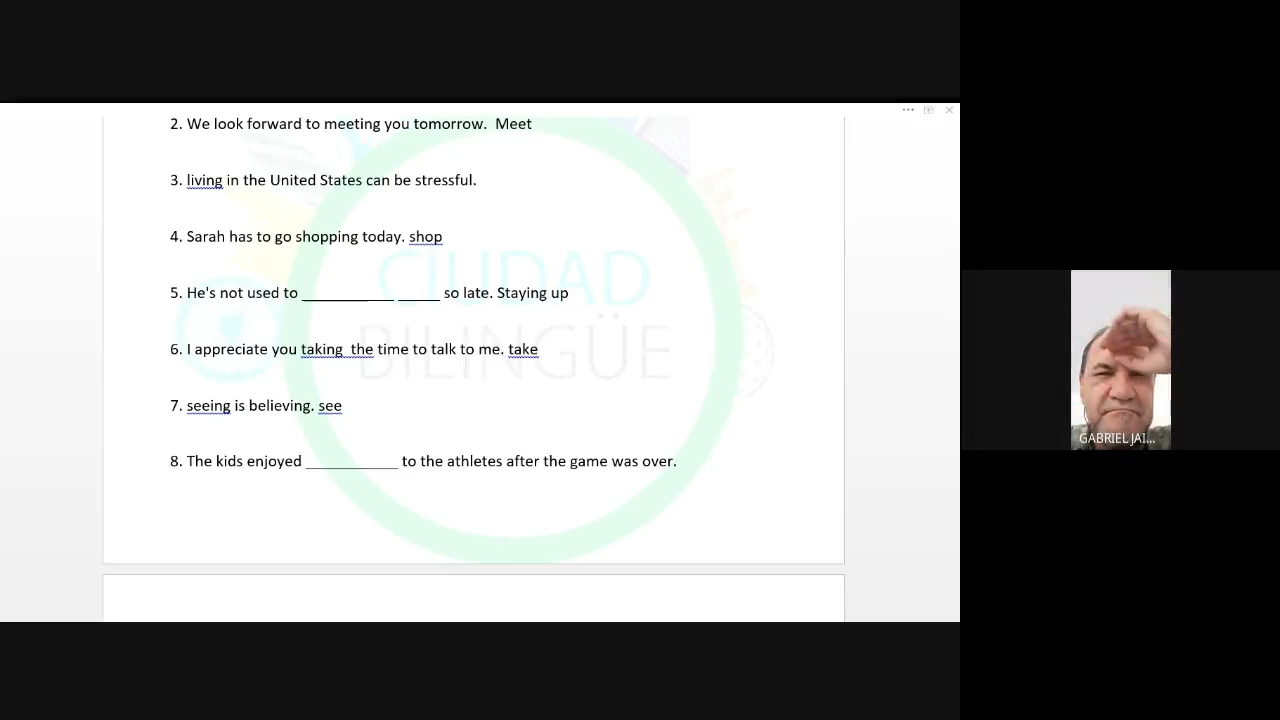 2. We look forward to meeting you tomorrow.  Meet
3. living in the United States can be stressful.
4. Sarah has to go shopping today. shop
CIUDAD
5. He's not used to ___________ _____ so late. Staying up
BILINGÜE
6. I appreciate you taking  the time to talk to me. take
7. seeing is believing. see
8. The kids enjoyed ___________ to the athletes after the game was over.
GABRIEL JAI...